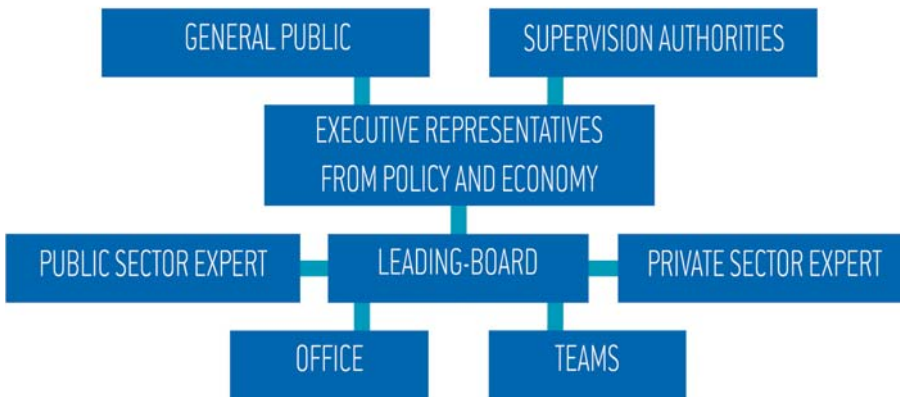 GENERAL PUBLIC
SUPERVISION AUTHORITIES
EXECUTIVE REPRESENTATIVES
FROM POLICY AND ECONOMY
PUBLIC SECTOR EXPERT
LEADING-BOARD
PRIVATE SECTOR EXPERT
OFFICE
TEAMS